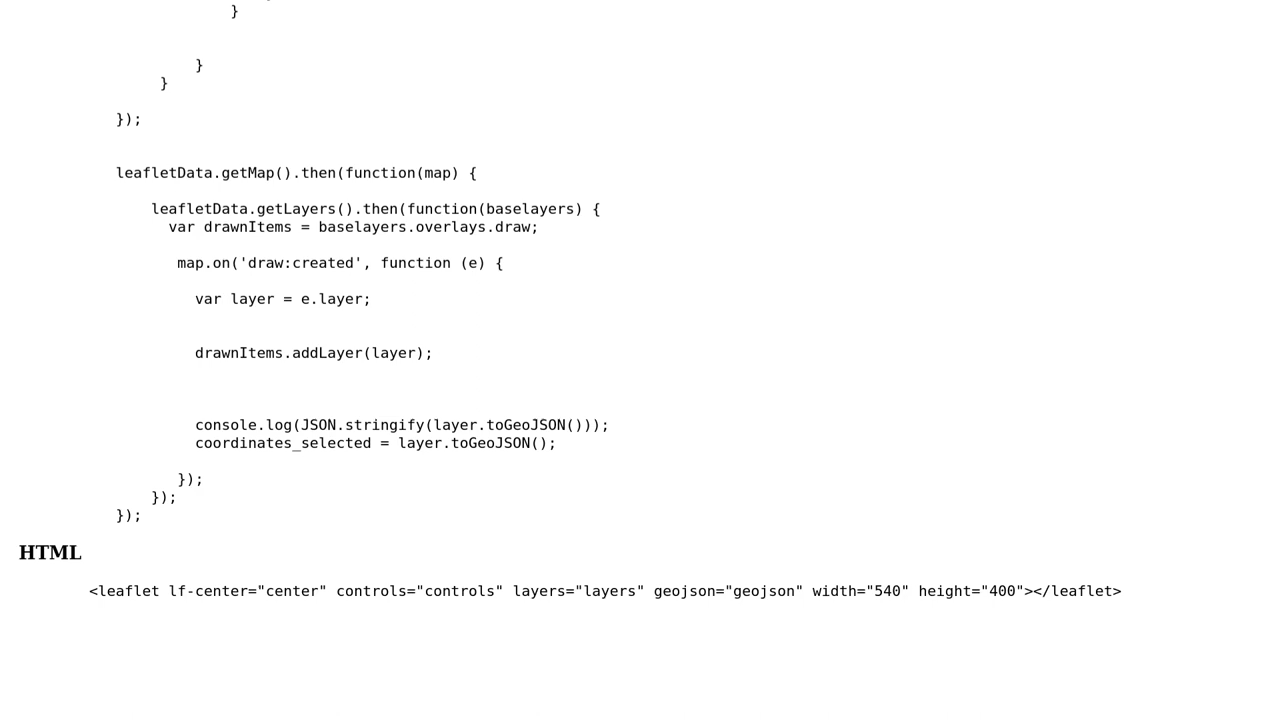 }
}
}
});
leafletData.getMap().then(function(map) {
leafletData.getLayers().then(function(baselayers) {
var drawnItems = baselayers.overlays.draw;
map.on('draw:created', function (e) {
var layer = e.layer;
drawnItems.addLayer(layer);
console.log(JSON.stringify(layer.toGeoJSON()));
coordinates_selected = layer.toGeoJSON();
});
});
});
HTML
<leaflet lf-center="center" controls="controls" layers="layers" geojson="geojson" width="540" height="400"></leaflet>